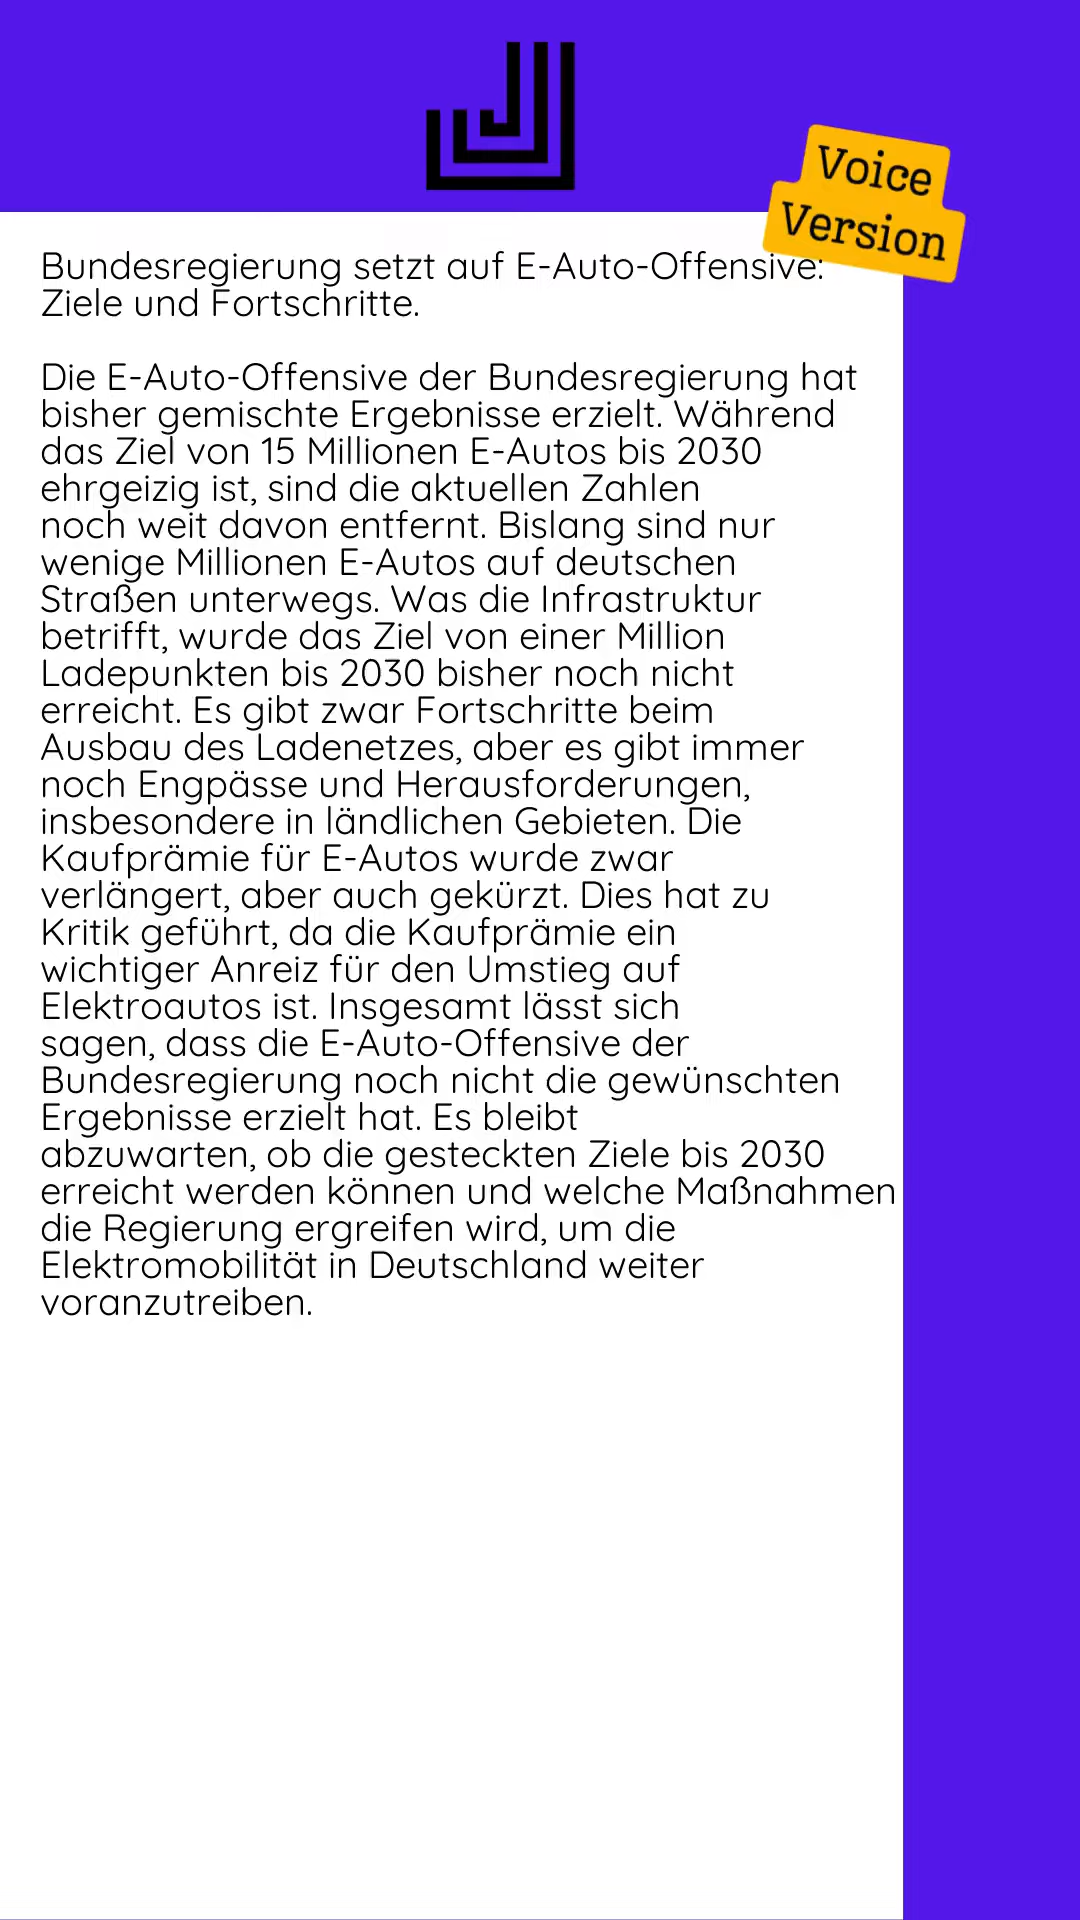 Voice
Version
Bundesregierung setzt auf E-Auto-Offensive:
Ziele und Fortschritte.
Die E-Auto-Offensive der Bundesregierung hat
bisher gemischte Ergebnisse erzielt. Während
das Ziel von 15 Millionen E-Autos bis 2030
ehrgeizig ist, sind die aktuellen Zahlen
noch weit davon entfernt. Bislang sind nur
wenige Millionen E-Autos auf deutschen
Straßen unterwegs. Was die Infrastruktur
betrifft, wurde das Ziel von einer Million
Ladepunkten bis 2030 bisher noch nicht
erreicht. Es gibt zwar Fortschritte beim
Ausbau des Ladenetzes, aber es gibt immer
noch Engpässe und Herausforderungen,
insbesondere in ländlichen Gebieten. Die
Kaufprämie für E-Autos wurde zwar
verlängert, aber auch gekürzt. Dies hat zu
Kritik geführt, da die Kaufprämie ein
wichtiger Anreiz für den Umstieg auf
Elektroautos ist. Insgesamt lässt sich
sagen, dass die E-Auto-Offensive der
Bundesregierung noch nicht die gewünschten
Ergebnisse erzielt hat. Es bleibt
abzuwarten, ob die gesteckten Ziele bis 2030
erreicht werden können und welche Maßnahmen
die Regierung ergreifen wird, um die
Elektromobilität in Deutschland weiter
voranzutreiben.